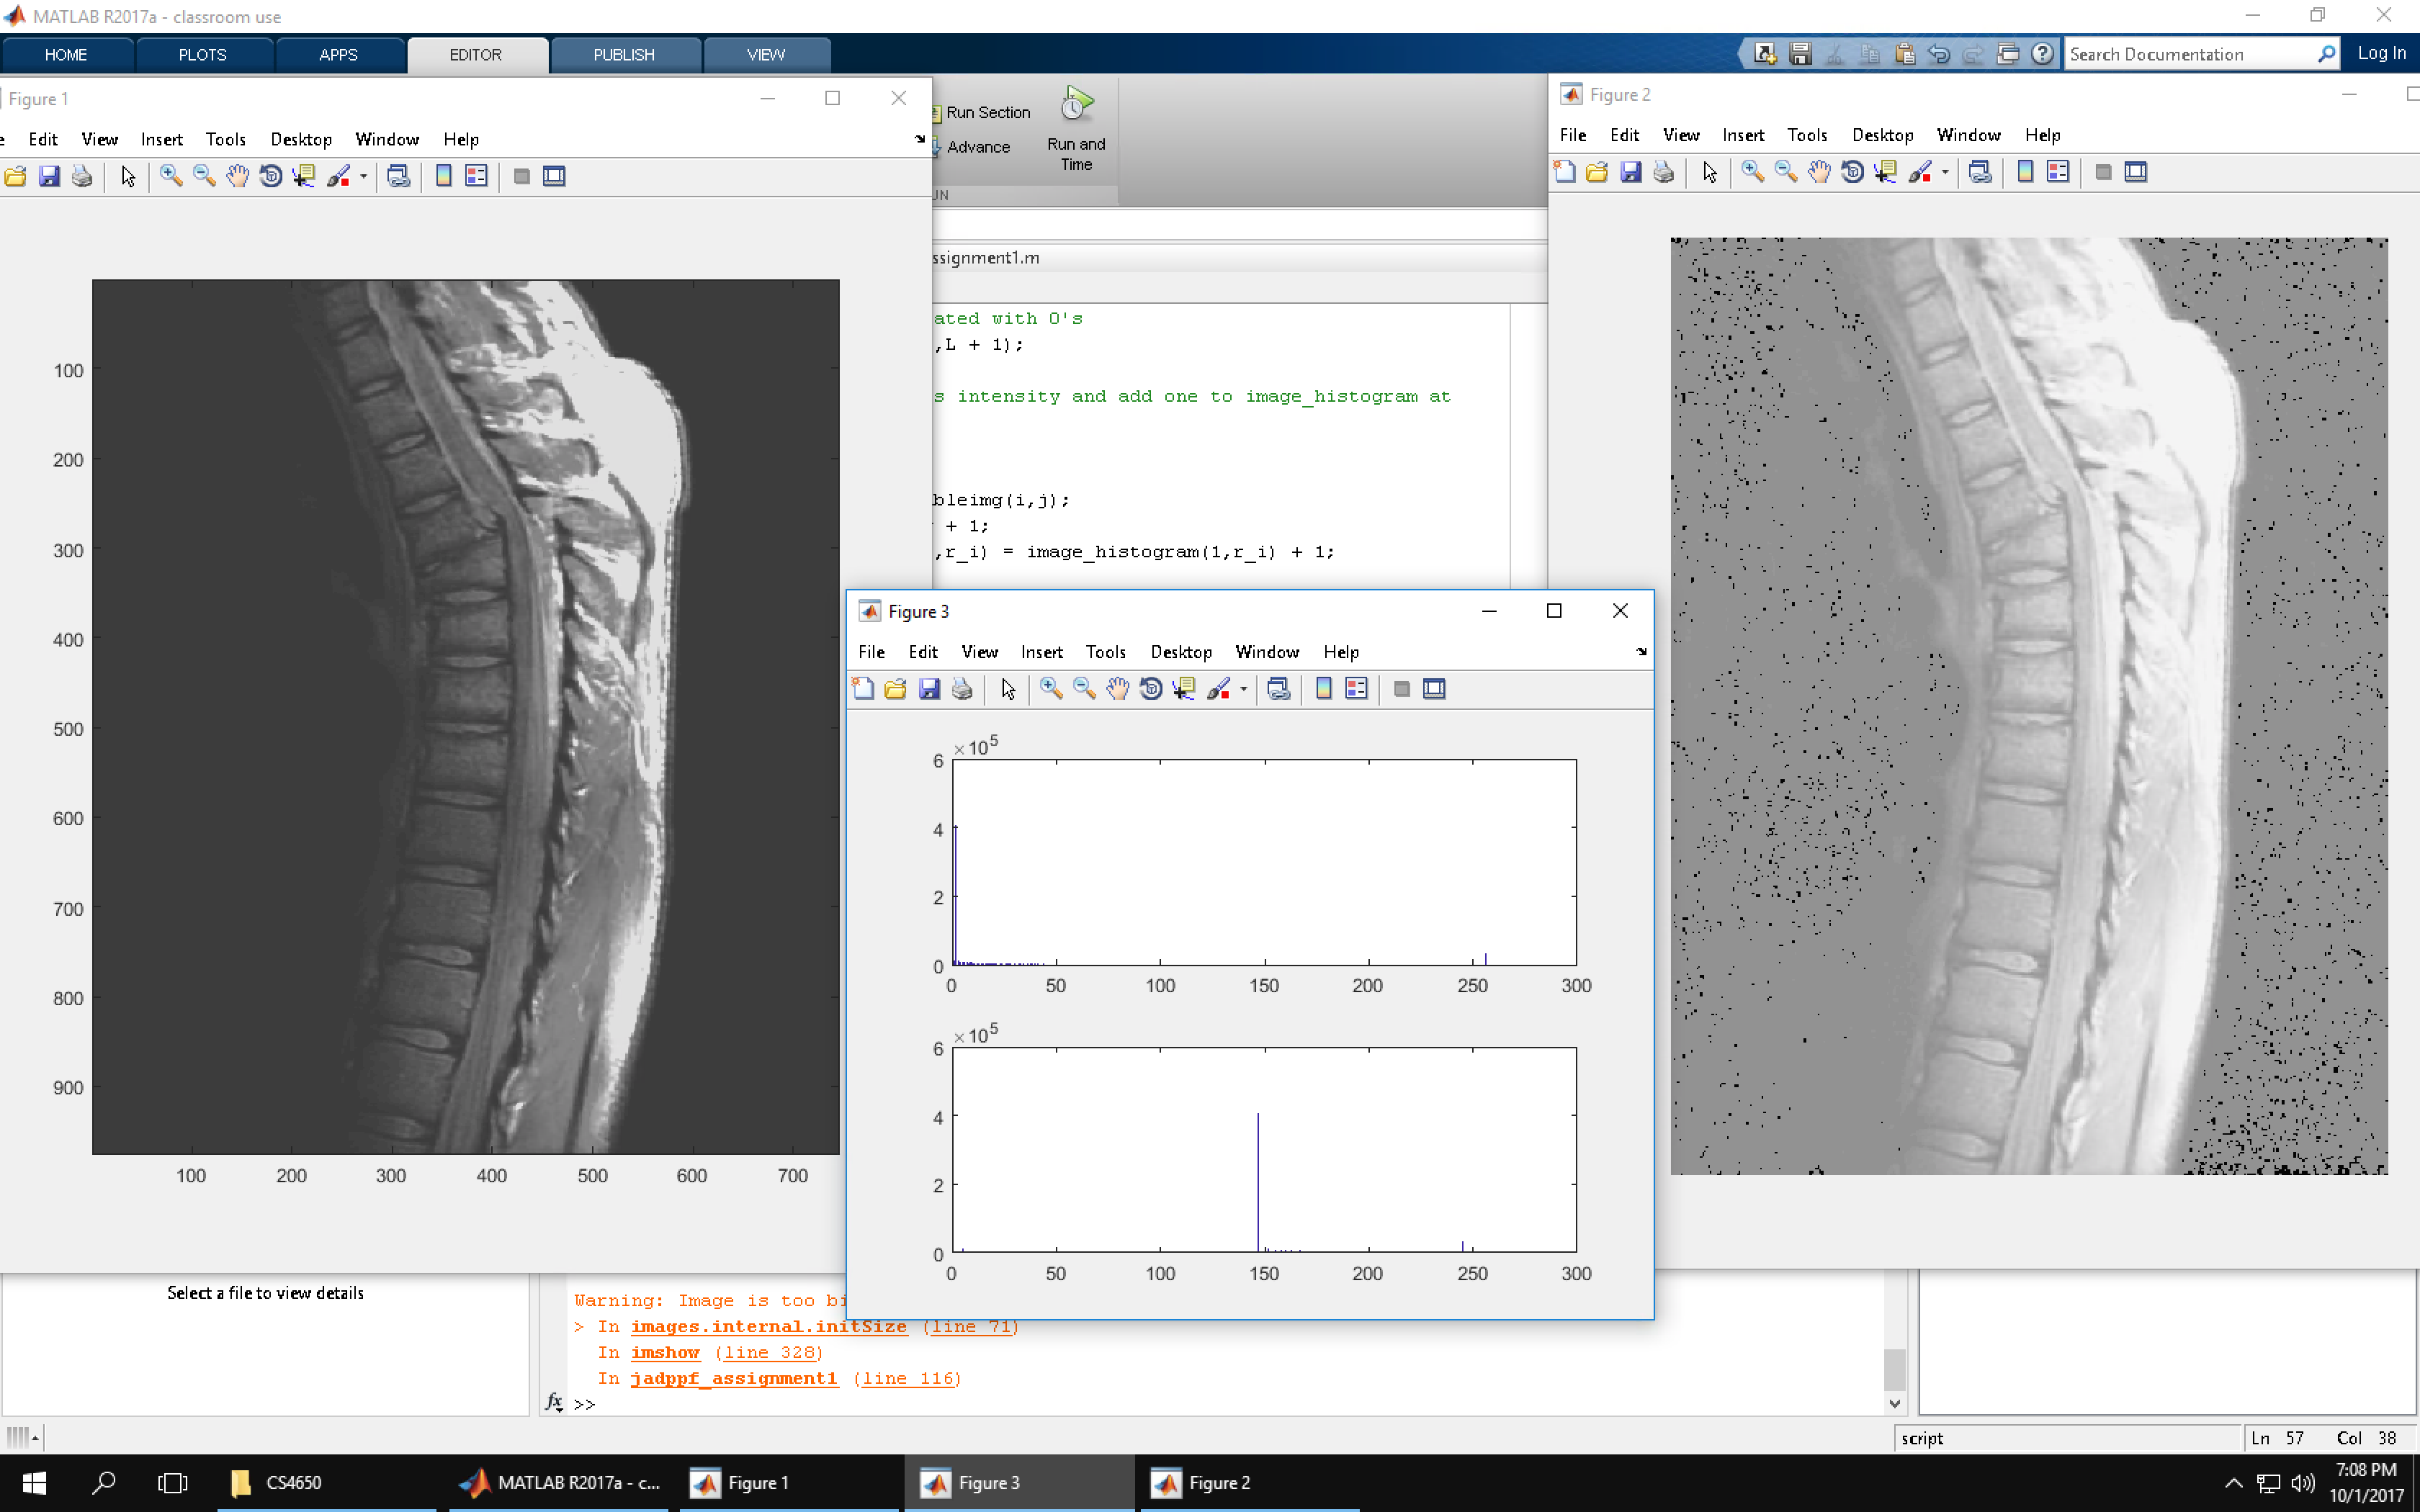 MATLAB R2017a - classroom use
HOME PLOTS APPS EDITOR PUBLISH VIEW
Search Documentation
Log In
Figure 1
Edit View Insert Tools Desktop Window Help
100
200
300
400
500
600
700
800
900
100 200 300 400 500 600 700
Run Section
Advance
Run and
Time
ssignment1.m
ated with 0's
,L + 1);
s intensity and add one to image_histogram at
bleimg(i,j);
+ 1;
,r_i) = image_histogram(1,r_i) + 1;
Figure 2
File Edit View Insert Tools Desktop Window Help
Figure 3
File Edit View Insert Tools Desktop Window Help
×10^5
6
4
2
0
0 50 100 150 200 250 300
×10^5
6
4
2
0
0 50 100 150 200 250 300
Select a file to view details
Warning: Image is too bi
> In images.internal.initSize (line 71)
In imshow (line 328)
In jadppf_assignment1 (line 116)
fx >>
script
Ln 57 Col 38
CS4650
MATLAB R2017a - c...
Figure 1
Figure 3
Figure 2
7:08 PM
10/1/2017